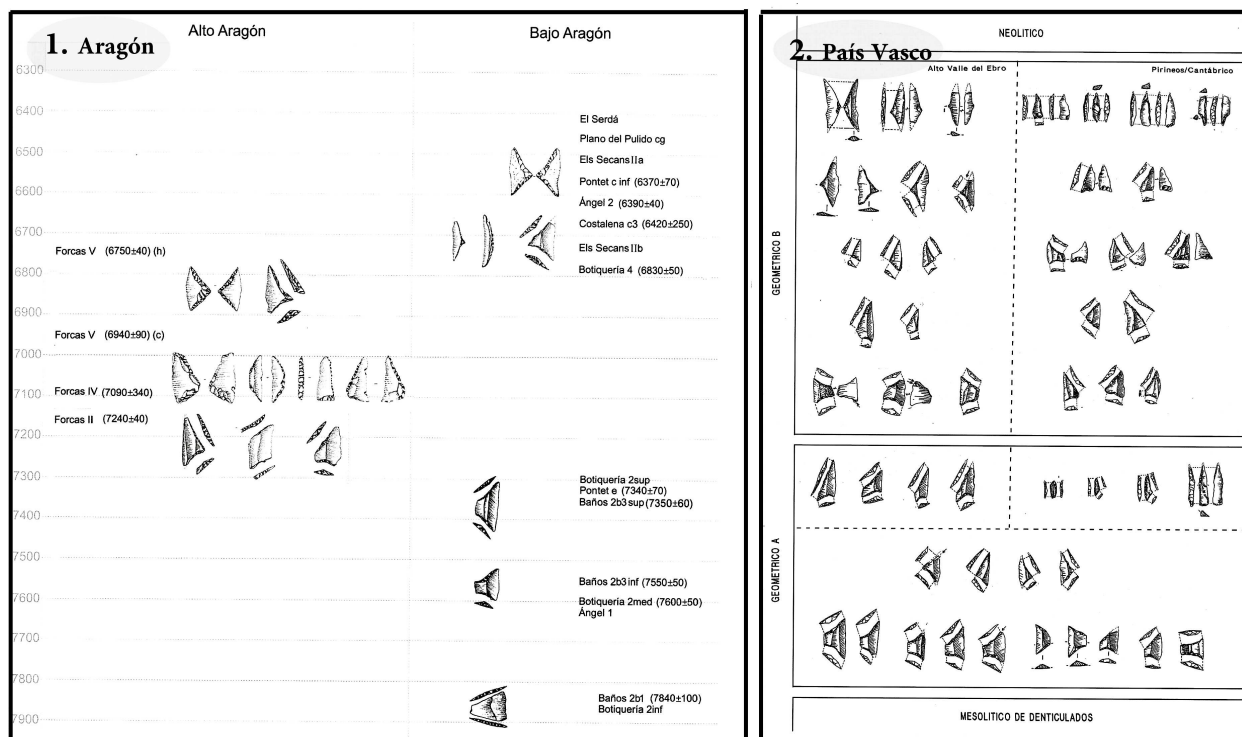 1. Aragón
Alto Aragón
Bajo Aragón
6300
6400
6500
6600
6700
6800
6900
7000
7100
7200
7300
7400
7500
7600
7700
7800
7900
Forcas V (6750±40) (h)
Forcas V (6940±90) (c)
Forcas IV (7090±340)
Forcas II (7240±40)
El Serdá
Plano del Pulido cg
Els Secans IIa
Pontet c inf (6370±70)
Ángel 2 (6390±40)
Costalena c3 (6420±250)
Els Secans IIb
Botiquería 4 (6830±50)
Botiquería 2sup
Pontet e (7340±70)
Baños 2b3 sup (7350±60)
Baños 2b3 inf (7550±50)
Botiquería 2med (7600±50)
Ángel 1
Baños 2b1 (7840±100)
Botiquería 2inf
2. País Vasco
NEOLITICO
Alto Valle del Ebro
Pirineos/Cantábrico
GEOMETRICO B
GEOMETRICO A
MESOLITICO DE DENTICULADOS